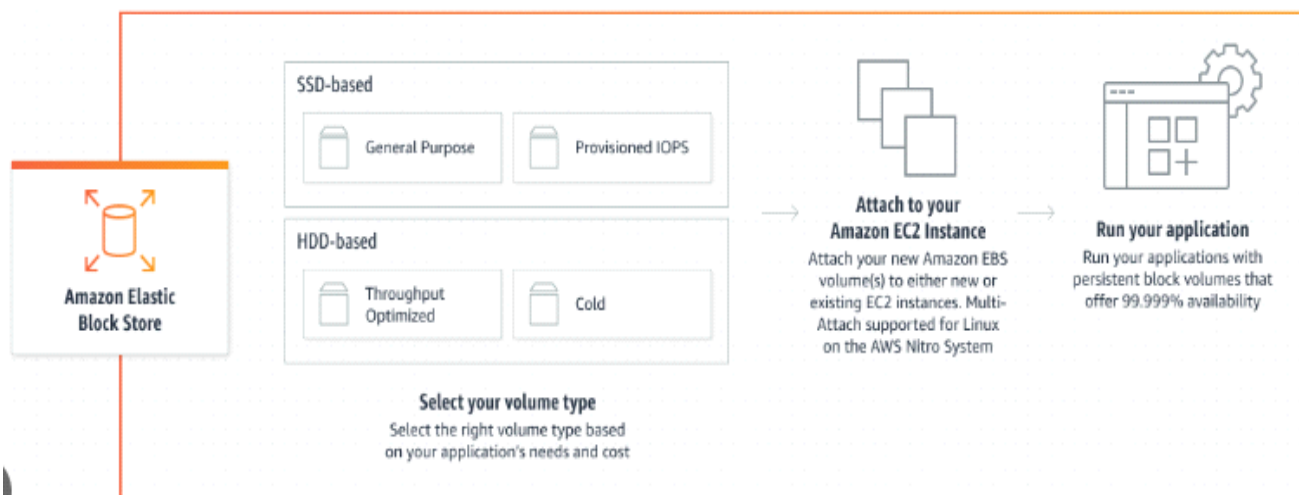 Amazon Elastic
Block Store
SSD-based
General Purpose
Provisioned IOPS
HDD-based
Throughput
Optimized
Cold
Select your volume type
Select the right volume type based
on your application's needs and cost
Attach to your
Amazon EC2 Instance
Attach your new Amazon EBS
volume(s) to either new or
existing EC2 instances. Multi-
Attach supported for Linux
on the AWS Nitro System
Run your application
Run your applications with
persistent block volumes that
offer 99.999% availability